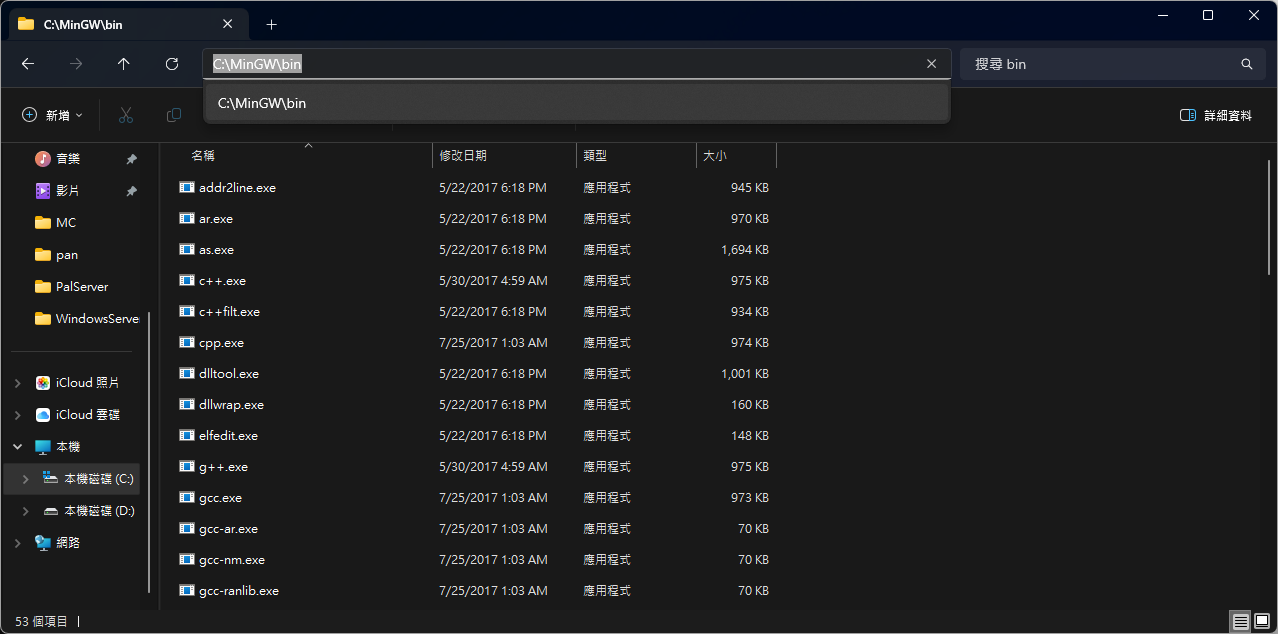 C:\MinGW\bin
C:\MinGW\bin
搜尋 bin
C:\MinGW\bin
新增
詳細資料
音樂
影片
MC
pan
PalServer
WindowsServe
iCloud 照片
iCloud 雲碟
本機
本機磁碟 (C:)
本機磁碟 (D:)
網路
名稱 修改日期 類型 大小
addr2line.exe 5/22/2017 6:18 PM 應用程式 945 KB
ar.exe 5/22/2017 6:18 PM 應用程式 970 KB
as.exe 5/22/2017 6:18 PM 應用程式 1,694 KB
c++.exe 5/30/2017 4:59 AM 應用程式 975 KB
c++filt.exe 5/22/2017 6:18 PM 應用程式 934 KB
cpp.exe 7/25/2017 1:03 AM 應用程式 974 KB
dlltool.exe 5/22/2017 6:18 PM 應用程式 1,001 KB
dllwrap.exe 5/22/2017 6:18 PM 應用程式 160 KB
elfedit.exe 5/22/2017 6:18 PM 應用程式 148 KB
g++.exe 5/30/2017 4:59 AM 應用程式 975 KB
gcc.exe 7/25/2017 1:03 AM 應用程式 973 KB
gcc-ar.exe 7/25/2017 1:03 AM 應用程式 70 KB
gcc-nm.exe 7/25/2017 1:03 AM 應用程式 70 KB
gcc-ranlib.exe 7/25/2017 1:03 AM 應用程式 70 KB
53 個項目